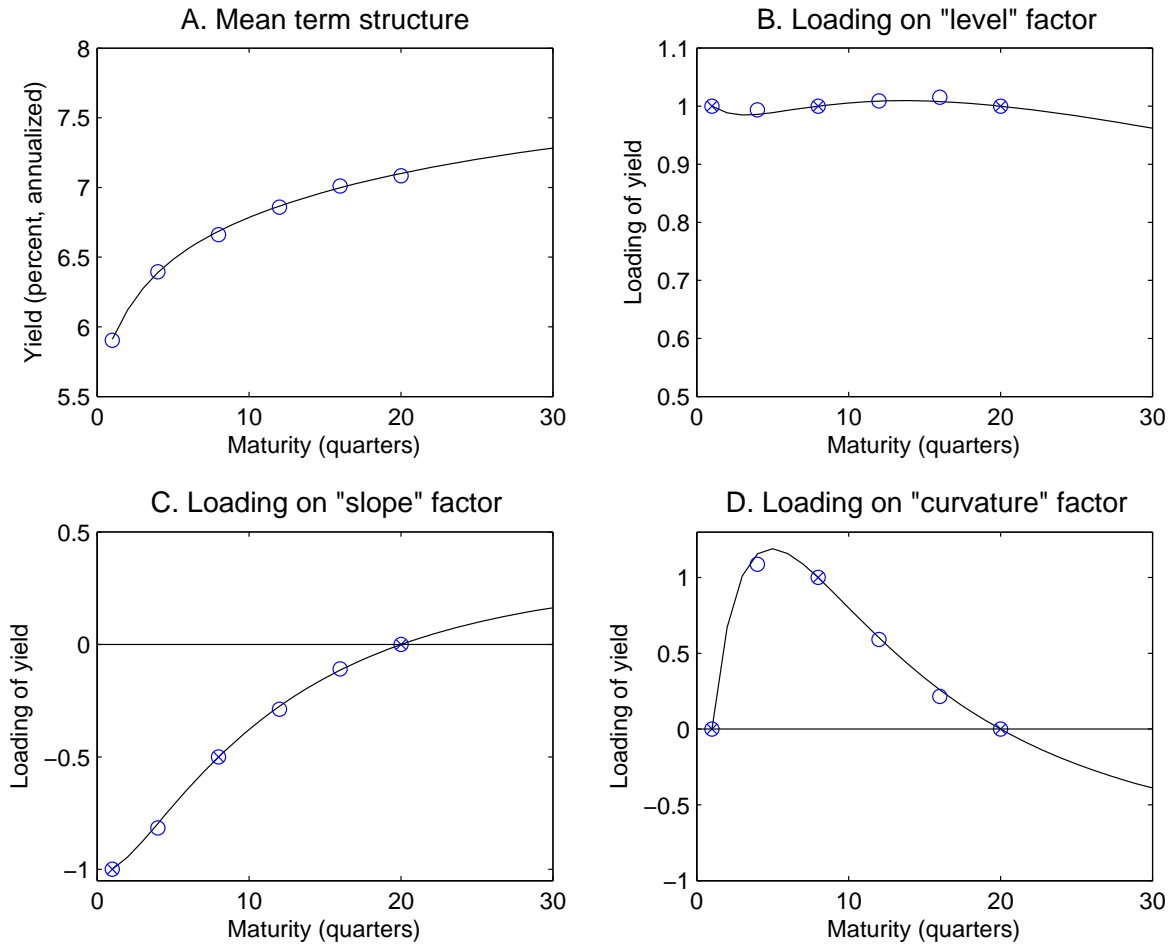 A. Mean term structure
8
7.5
7
6.5
6
5.5
Yield (percent, annualized)
0 10 20 30
Maturity (quarters)
B. Loading on "level" factor
1.1
1
0.9
0.8
0.7
0.6
0.5
Loading of yield
0 10 20 30
Maturity (quarters)
C. Loading on "slope" factor
0.5
0
−0.5
−1
Loading of yield
0 10 20 30
Maturity (quarters)
D. Loading on "curvature" factor
1
0.5
0
−0.5
−1
Loading of yield
0 10 20 30
Maturity (quarters)